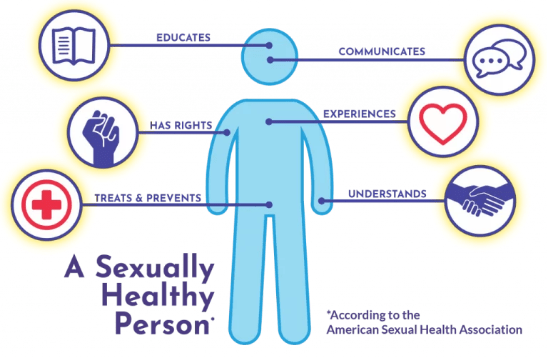 EDUCATES
COMMUNICATES
HAS RIGHTS
EXPERIENCES
TREATS & PREVENTS
UNDERSTANDS
A Sexually
Healthy
Person*
*According to the
American Sexual Health Association